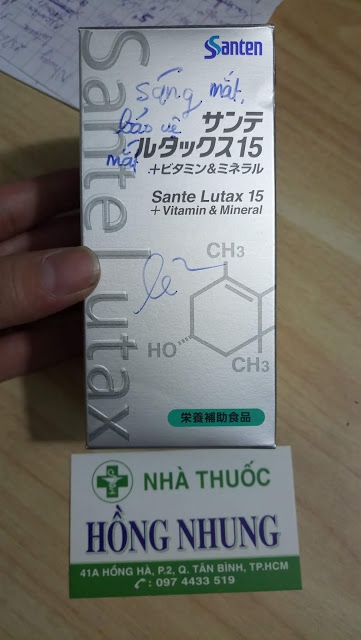 Santen
sáng mắt,
bảo vệ
mắt
サンテ
ルタックス15
+ビタミン&ミネラル
Sante Lutax 15
+ Vitamin & Mineral
Sante Lutax
CH3
HO
CH3
栄養補助食品
NHÀ THUỐC
HỒNG NHUNG
41A HỒNG HÀ, P.2, Q. TÂN BÌNH, TP.HCM
: 097 4433 519